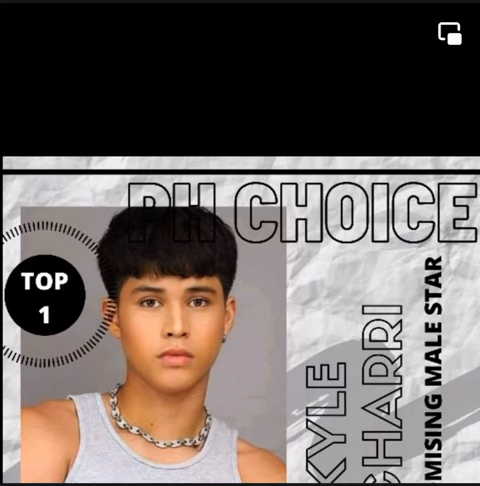 PH CHOICE
TOP
1
KYLE
CHARRI
MISING MALE STAR